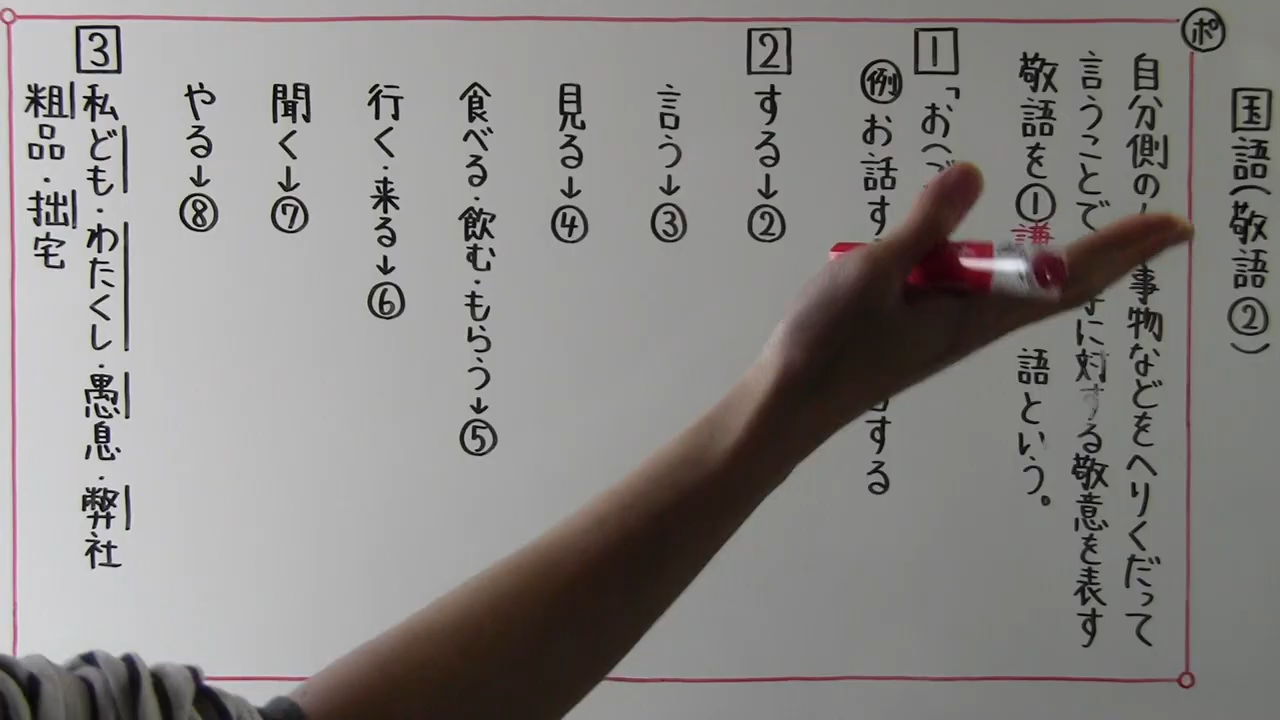 国語(敬語②)
ポ
自分側の 事物などをへりくだって
言うことで に対する敬意を表す
敬語を①謙 語という。
1 「お(ご
例 お話す する
2 する→②
言う→③
見る→④
食べる・飲む・もらう→⑤
行く・来る→⑥
聞く→⑦
やる→⑧
3 私ども・わたくし・愚息・弊社
粗品・拙宅